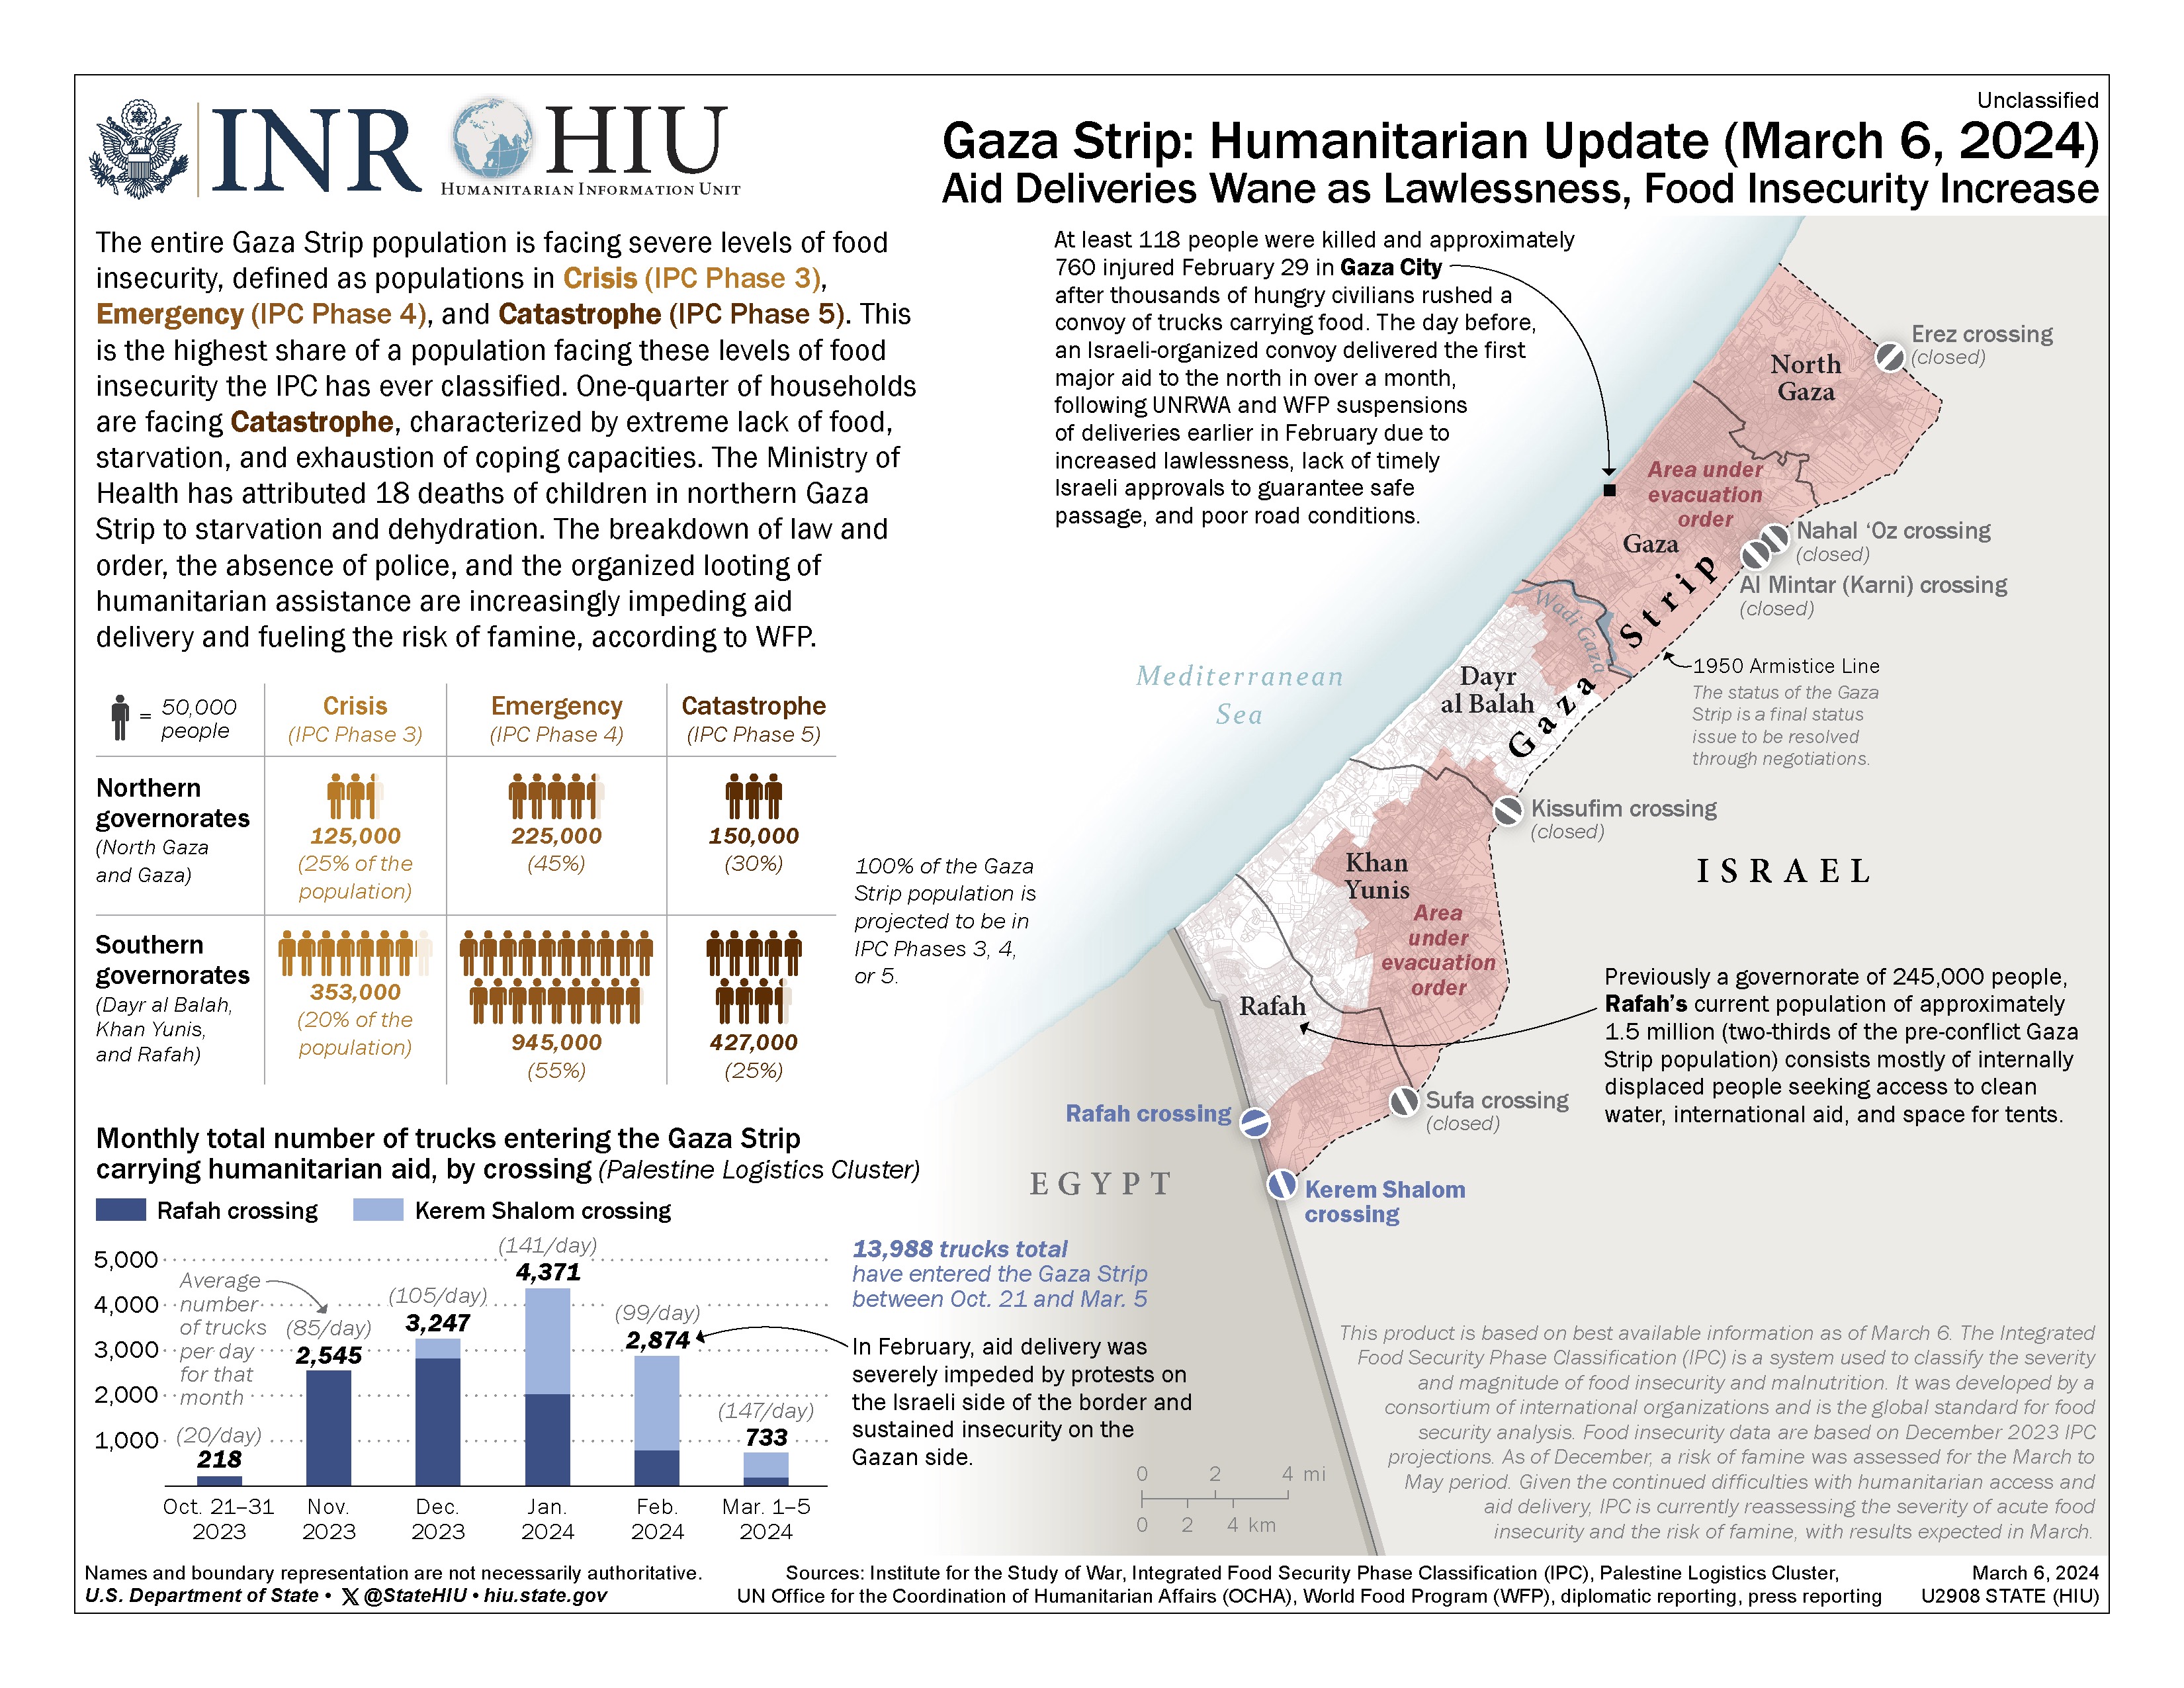 Unclassified
INR
HIU
HUMANITARIAN INFORMATION UNIT
Gaza Strip: Humanitarian Update (March 6, 2024)
Aid Deliveries Wane as Lawlessness, Food Insecurity Increase
The entire Gaza Strip population is facing severe levels of food
insecurity, defined as populations in Crisis (IPC Phase 3),
Emergency (IPC Phase 4), and Catastrophe (IPC Phase 5). This
is the highest share of a population facing these levels of food
insecurity the IPC has ever classified. One-quarter of households
are facing Catastrophe, characterized by extreme lack of food,
starvation, and exhaustion of coping capacities. The Ministry of
Health has attributed 18 deaths of children in northern Gaza
Strip to starvation and dehydration. The breakdown of law and
order, the absence of police, and the organized looting of
humanitarian assistance are increasingly impeding aid
delivery and fueling the risk of famine, according to WFP.
= 50,000
people
Crisis
(IPC Phase 3)
Emergency
(IPC Phase 4)
Catastrophe
(IPC Phase 5)
Northern
governorates
(North Gaza
and Gaza)
125,000
(25% of the
population)
225,000
(45%)
150,000
(30%)
Southern
governorates
(Dayr al Balah,
Khan Yunis,
and Rafah)
353,000
(20% of the
population)
945,000
(55%)
427,000
(25%)
100% of the Gaza
Strip population is
projected to be in
IPC Phases 3, 4,
or 5.
Monthly total number of trucks entering the Gaza Strip
carrying humanitarian aid, by crossing (Palestine Logistics Cluster)
Rafah crossing
Kerem Shalom crossing
5,000
4,000
3,000
2,000
1,000
Average
number
of trucks
per day
for that
month
(20/day)
218
(85/day)
2,545
(105/day)
3,247
(141/day)
4,371
(99/day)
2,874
(147/day)
733
Oct. 21–31
2023
Nov.
2023
Dec.
2023
Jan.
2024
Feb.
2024
Mar. 1–5
2024
13,988 trucks total
have entered the Gaza Strip
between Oct. 21 and Mar. 5
In February, aid delivery was
severely impeded by protests on
the Israeli side of the border and
sustained insecurity on the
Gazan side.
At least 118 people were killed and approximately
760 injured February 29 in Gaza City
after thousands of hungry civilians rushed a
convoy of trucks carrying food. The day before,
an Israeli-organized convoy delivered the first
major aid to the north in over a month,
following UNRWA and WFP suspensions
of deliveries earlier in February due to
increased lawlessness, lack of timely
Israeli approvals to guarantee safe
passage, and poor road conditions.
Erez crossing
(closed)
North
Gaza
Area under
evacuation
order
Gaza
Nahal ‘Oz crossing
(closed)
Al Mintar (Karni) crossing
(closed)
Wadi Gaza
Gaza Strip
1950 Armistice Line
The status of the Gaza
Strip is a final status
issue to be resolved
through negotiations.
Mediterranean
Sea
Dayr
al Balah
Kissufim crossing
(closed)
ISRAEL
Khan
Yunis
Area
under
evacuation
order
Rafah
Previously a governorate of 245,000 people,
Rafah’s current population of approximately
1.5 million (two-thirds of the pre-conflict Gaza
Strip population) consists mostly of internally
displaced people seeking access to clean
water, international aid, and space for tents.
Rafah crossing
Sufa crossing
(closed)
EGYPT
Kerem Shalom
crossing
0 2 4 mi
0 2 4 km
This product is based on best available information as of March 6. The Integrated
Food Security Phase Classification (IPC) is a system used to classify the severity
and magnitude of food insecurity and malnutrition. It was developed by a
consortium of international organizations and is the global standard for food
security analysis. Food insecurity data are based on December 2023 IPC
projections. As of December, a risk of famine was assessed for the March to
May period. Given the continued difficulties with humanitarian access and
aid delivery, IPC is currently reassessing the severity of acute food
insecurity and the risk of famine, with results expected in March.
Names and boundary representation are not necessarily authoritative.
U.S. Department of State • X @StateHIU • hiu.state.gov
Sources: Institute for the Study of War, Integrated Food Security Phase Classification (IPC), Palestine Logistics Cluster,
UN Office for the Coordination of Humanitarian Affairs (OCHA), World Food Program (WFP), diplomatic reporting, press reporting
March 6, 2024
U2908 STATE (HIU)